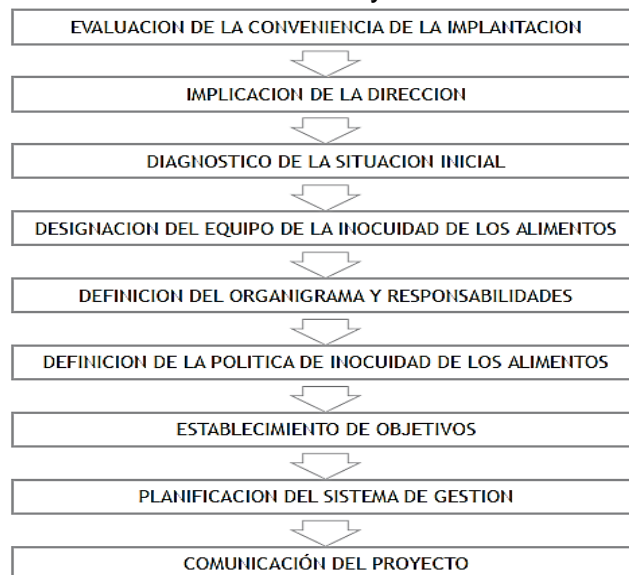 EVALUACION DE LA CONVENIENCIA DE LA IMPLANTACION
IMPLICACION DE LA DIRECCION
DIAGNOSTICO DE LA SITUACION INICIAL
DESIGNACION DEL EQUIPO DE LA INOCUIDAD DE LOS ALIMENTOS
DEFINICION DEL ORGANIGRAMA Y RESPONSABILIDADES
DEFINICION DE LA POLITICA DE INOCUIDAD DE LOS ALIMENTOS
ESTABLECIMIENTO DE OBJETIVOS
PLANIFICACION DEL SISTEMA DE GESTION
COMUNICACIÓN DEL PROYECTO